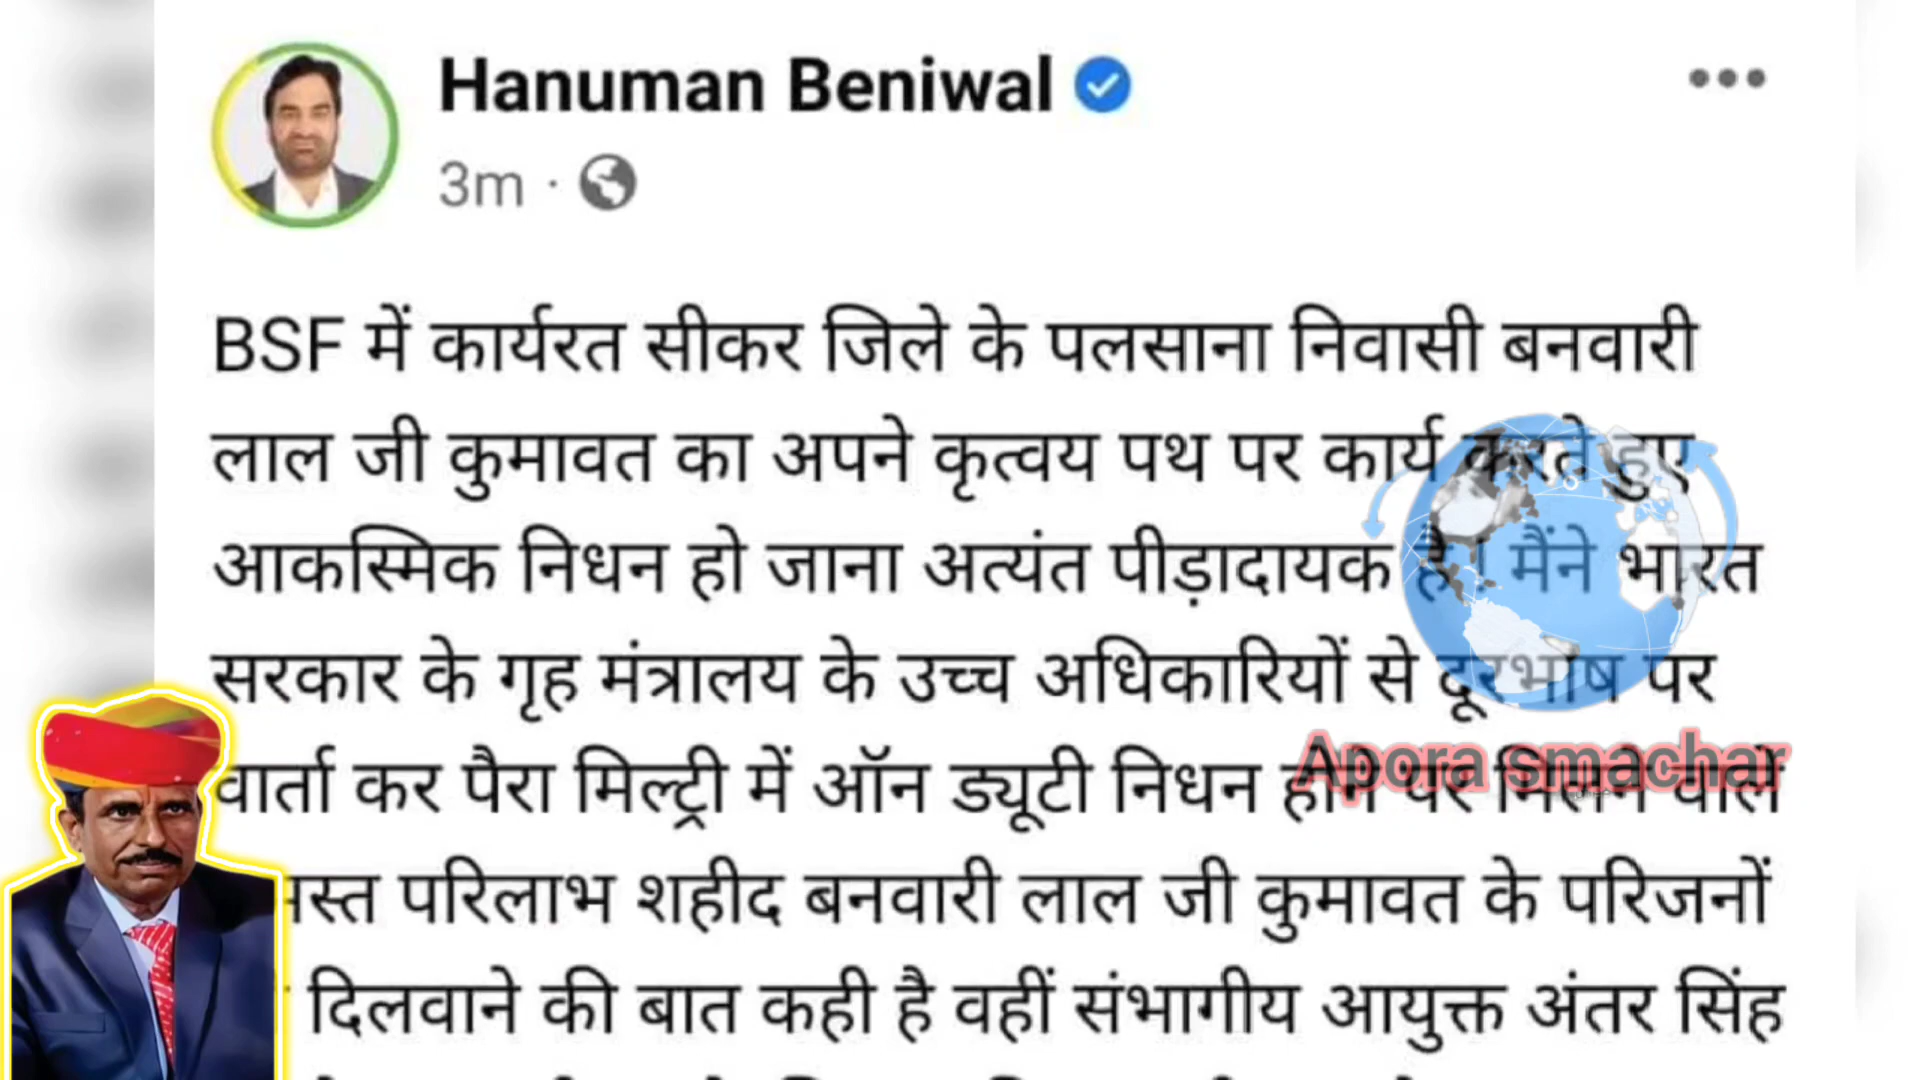 Hanuman Beniwal
3m ·
BSF में कार्यरत सीकर जिले के पलसाना निवासी बनवारी
लाल जी कुमावत का अपने कृत्वय पथ पर कार्य करते हुए
आकस्मिक निधन हो जाना अत्यंत पीड़ादायक है। मैंने भारत
सरकार के गृह मंत्रालय के उच्च अधिकारियों से दूरभाष पर
वार्ता कर पैरा मिल्ट्री में ऑन ड्यूटी निधन होने पर मिलने वाले
परिलाभ शहीद बनवारी लाल जी कुमावत के परिजनों
दिलवाने की बात कही है वहीं संभागीय आयुक्त अंतर सिंह
Apora smachar